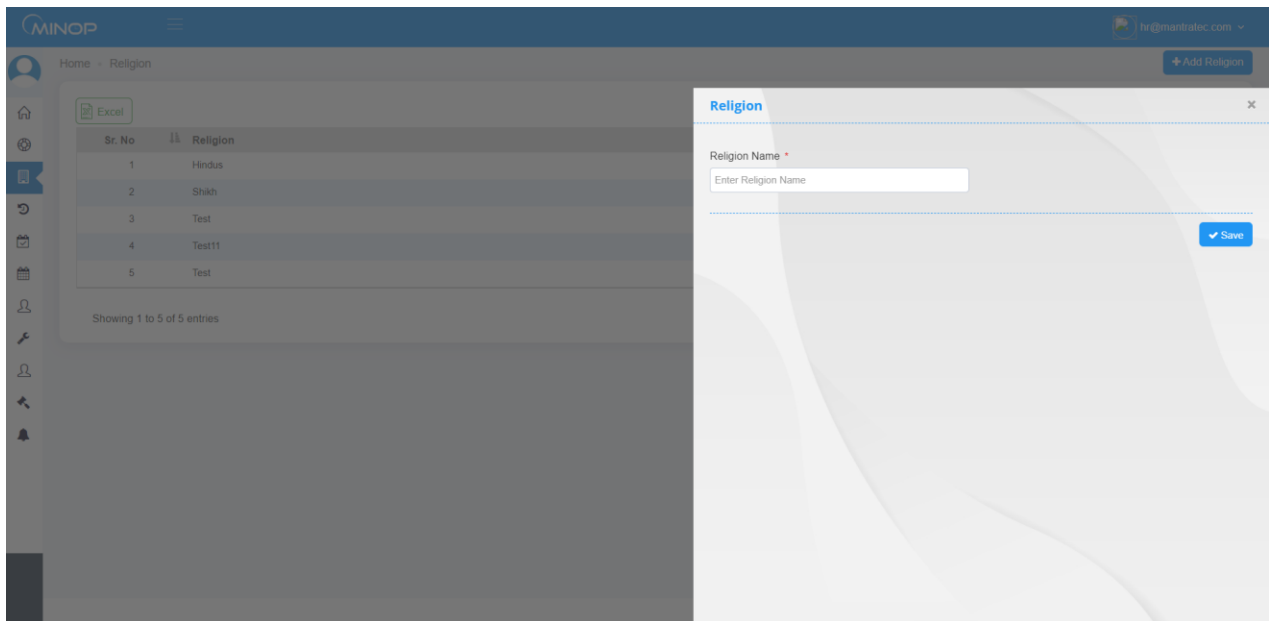 MINOP
hr@mantratec.com
Home - Religion
+ Add Religion
Excel
Religion
×
Sr. No Religion
1 Hindus
2 Shikh
3 Test
4 Test11
5 Test
Showing 1 to 5 of 5 entries
Religion Name *
Enter Religion Name
Save